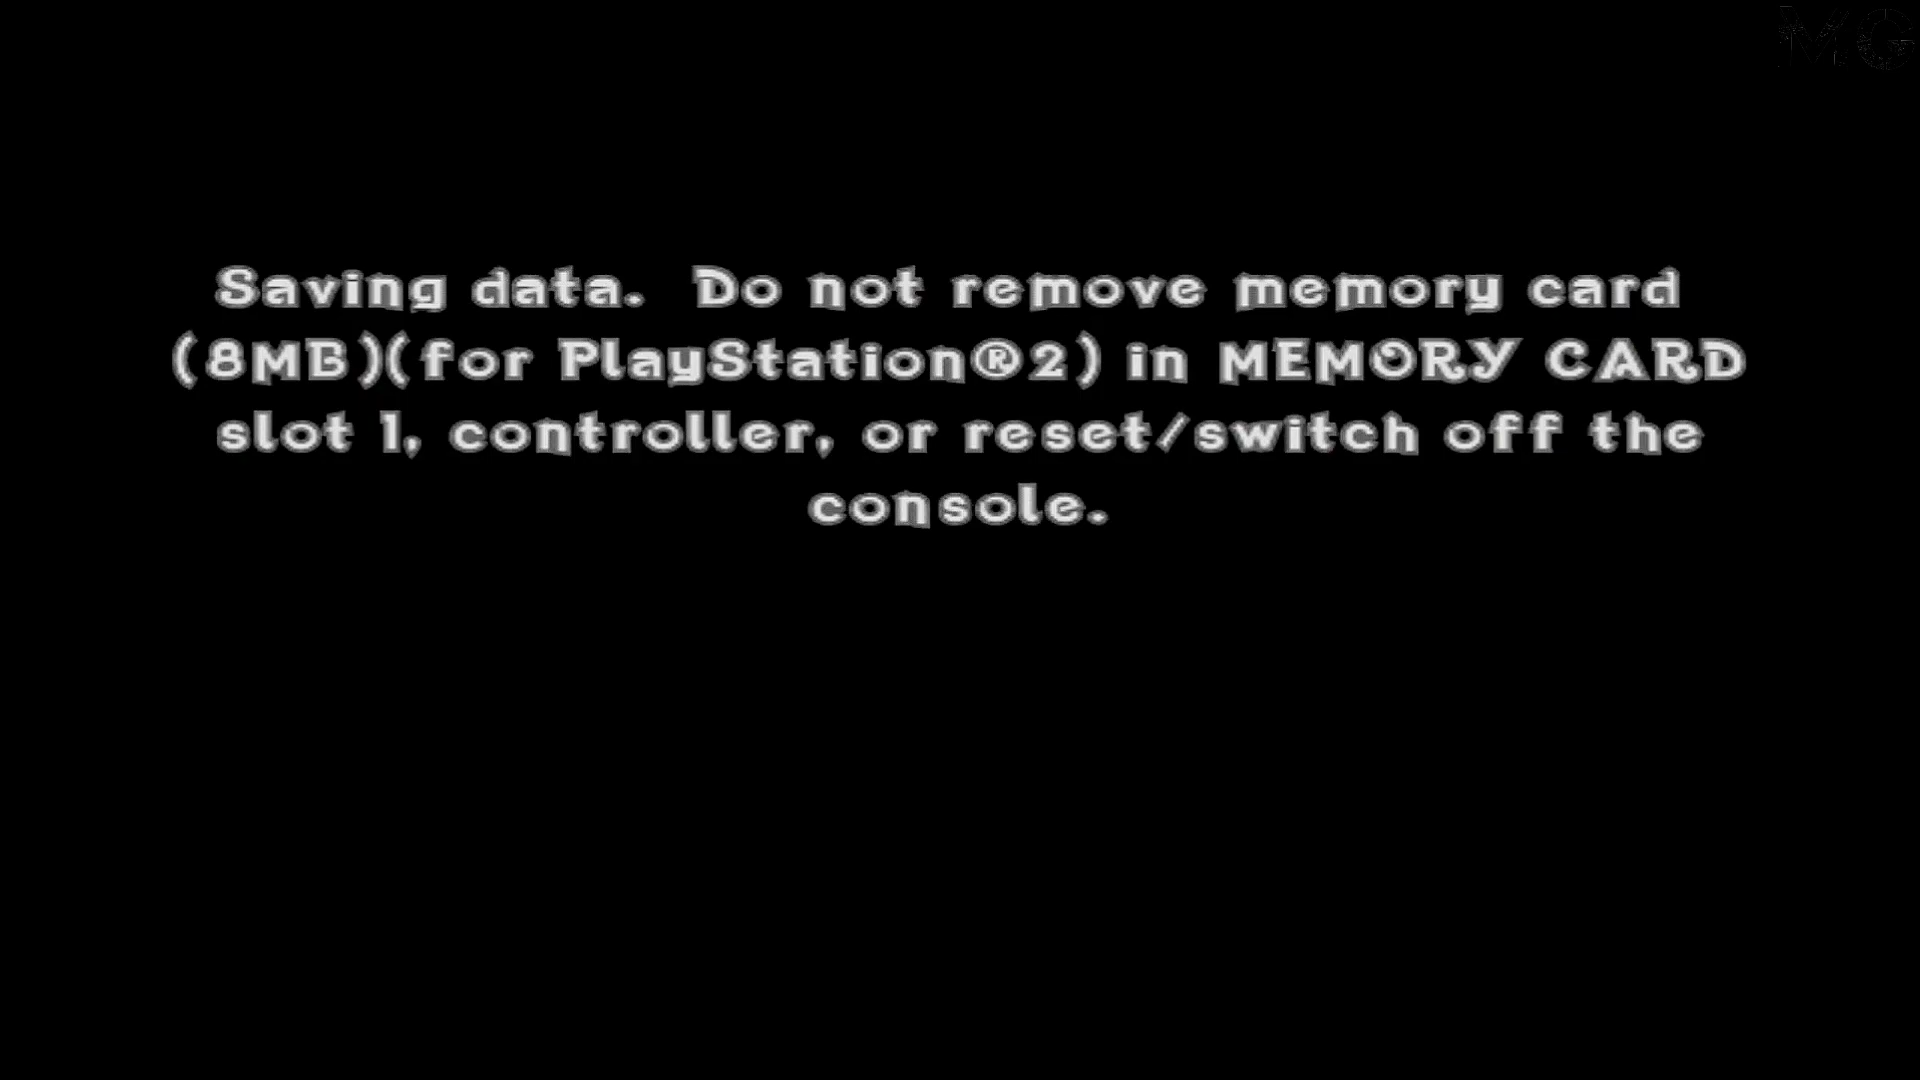 MG
Saving data.  Do not remove memory card
(8MB)(for PlayStation®2) in MEMORY CARD
slot 1, controller, or reset/switch off the
console.